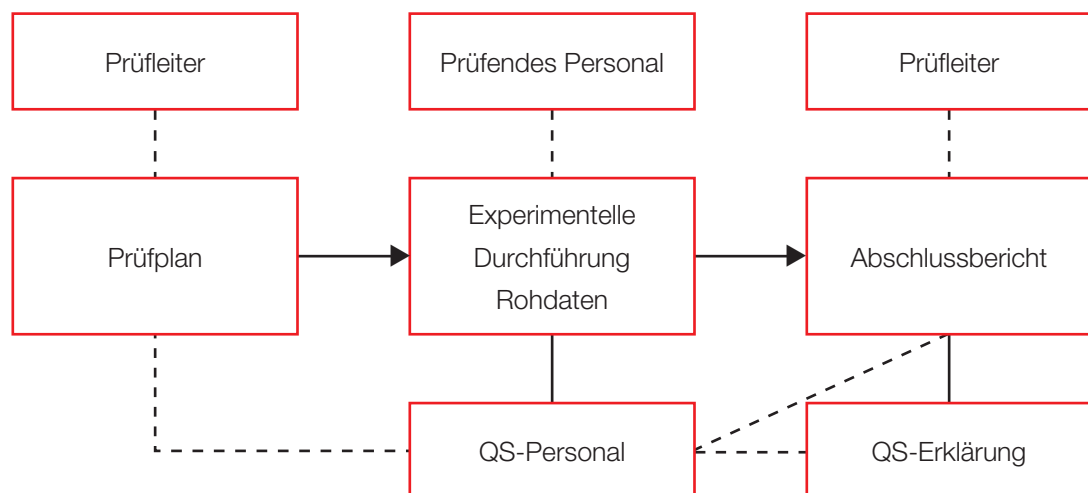 Prüfleiter
Prüfendes Personal
Prüfleiter
Prüfplan
Experimentelle
Durchführung
Rohdaten
Abschlussbericht
QS-Personal
QS-Erklärung